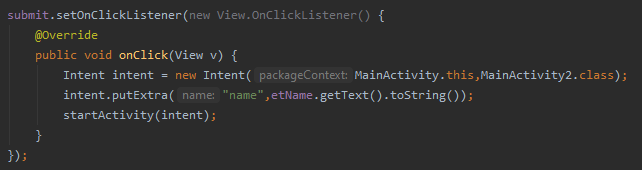 submit.setOnClickListener(new View.OnClickListener() {
@Override
public void onClick(View v) {
Intent intent = new Intent( packageContext: MainActivity.this,MainActivity2.class);
intent.putExtra( name: "name",etName.getText().toString());
startActivity(intent);
}
});